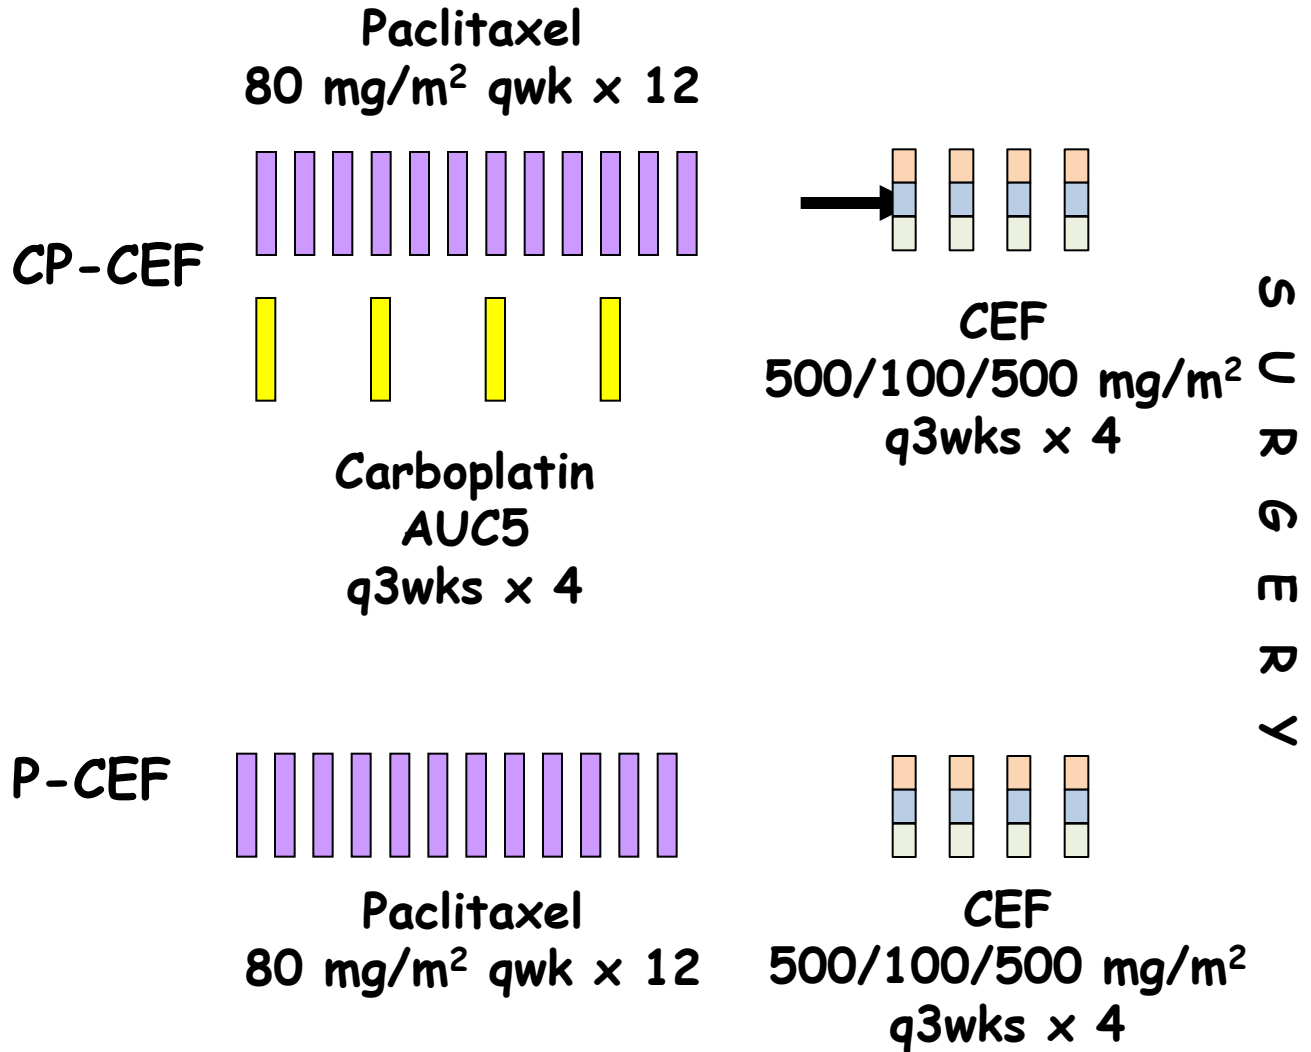 Paclitaxel
80 mg/m² qwk x 12
CP-CEF
CEF
500/100/500 mg/m²
q3wks x 4
Carboplatin
AUC5
q3wks x 4
SURGERY
P-CEF
Paclitaxel
80 mg/m² qwk x 12
CEF
500/100/500 mg/m²
q3wks x 4